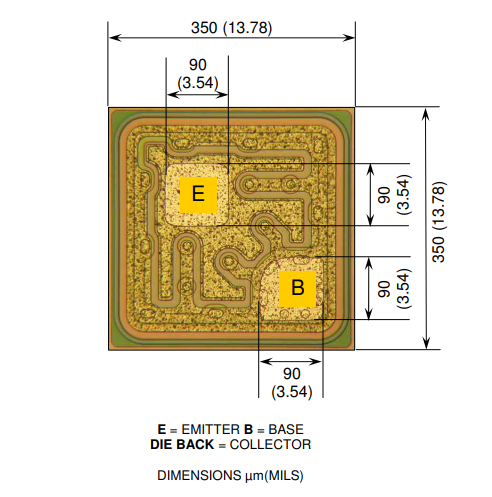 350 (13.78)
90
(3.54)
E
90
(3.54)
350 (13.78)
B
90
(3.54)
90
(3.54)
E = EMITTER B = BASE
DIE BACK = COLLECTOR
DIMENSIONS µm(MILS)